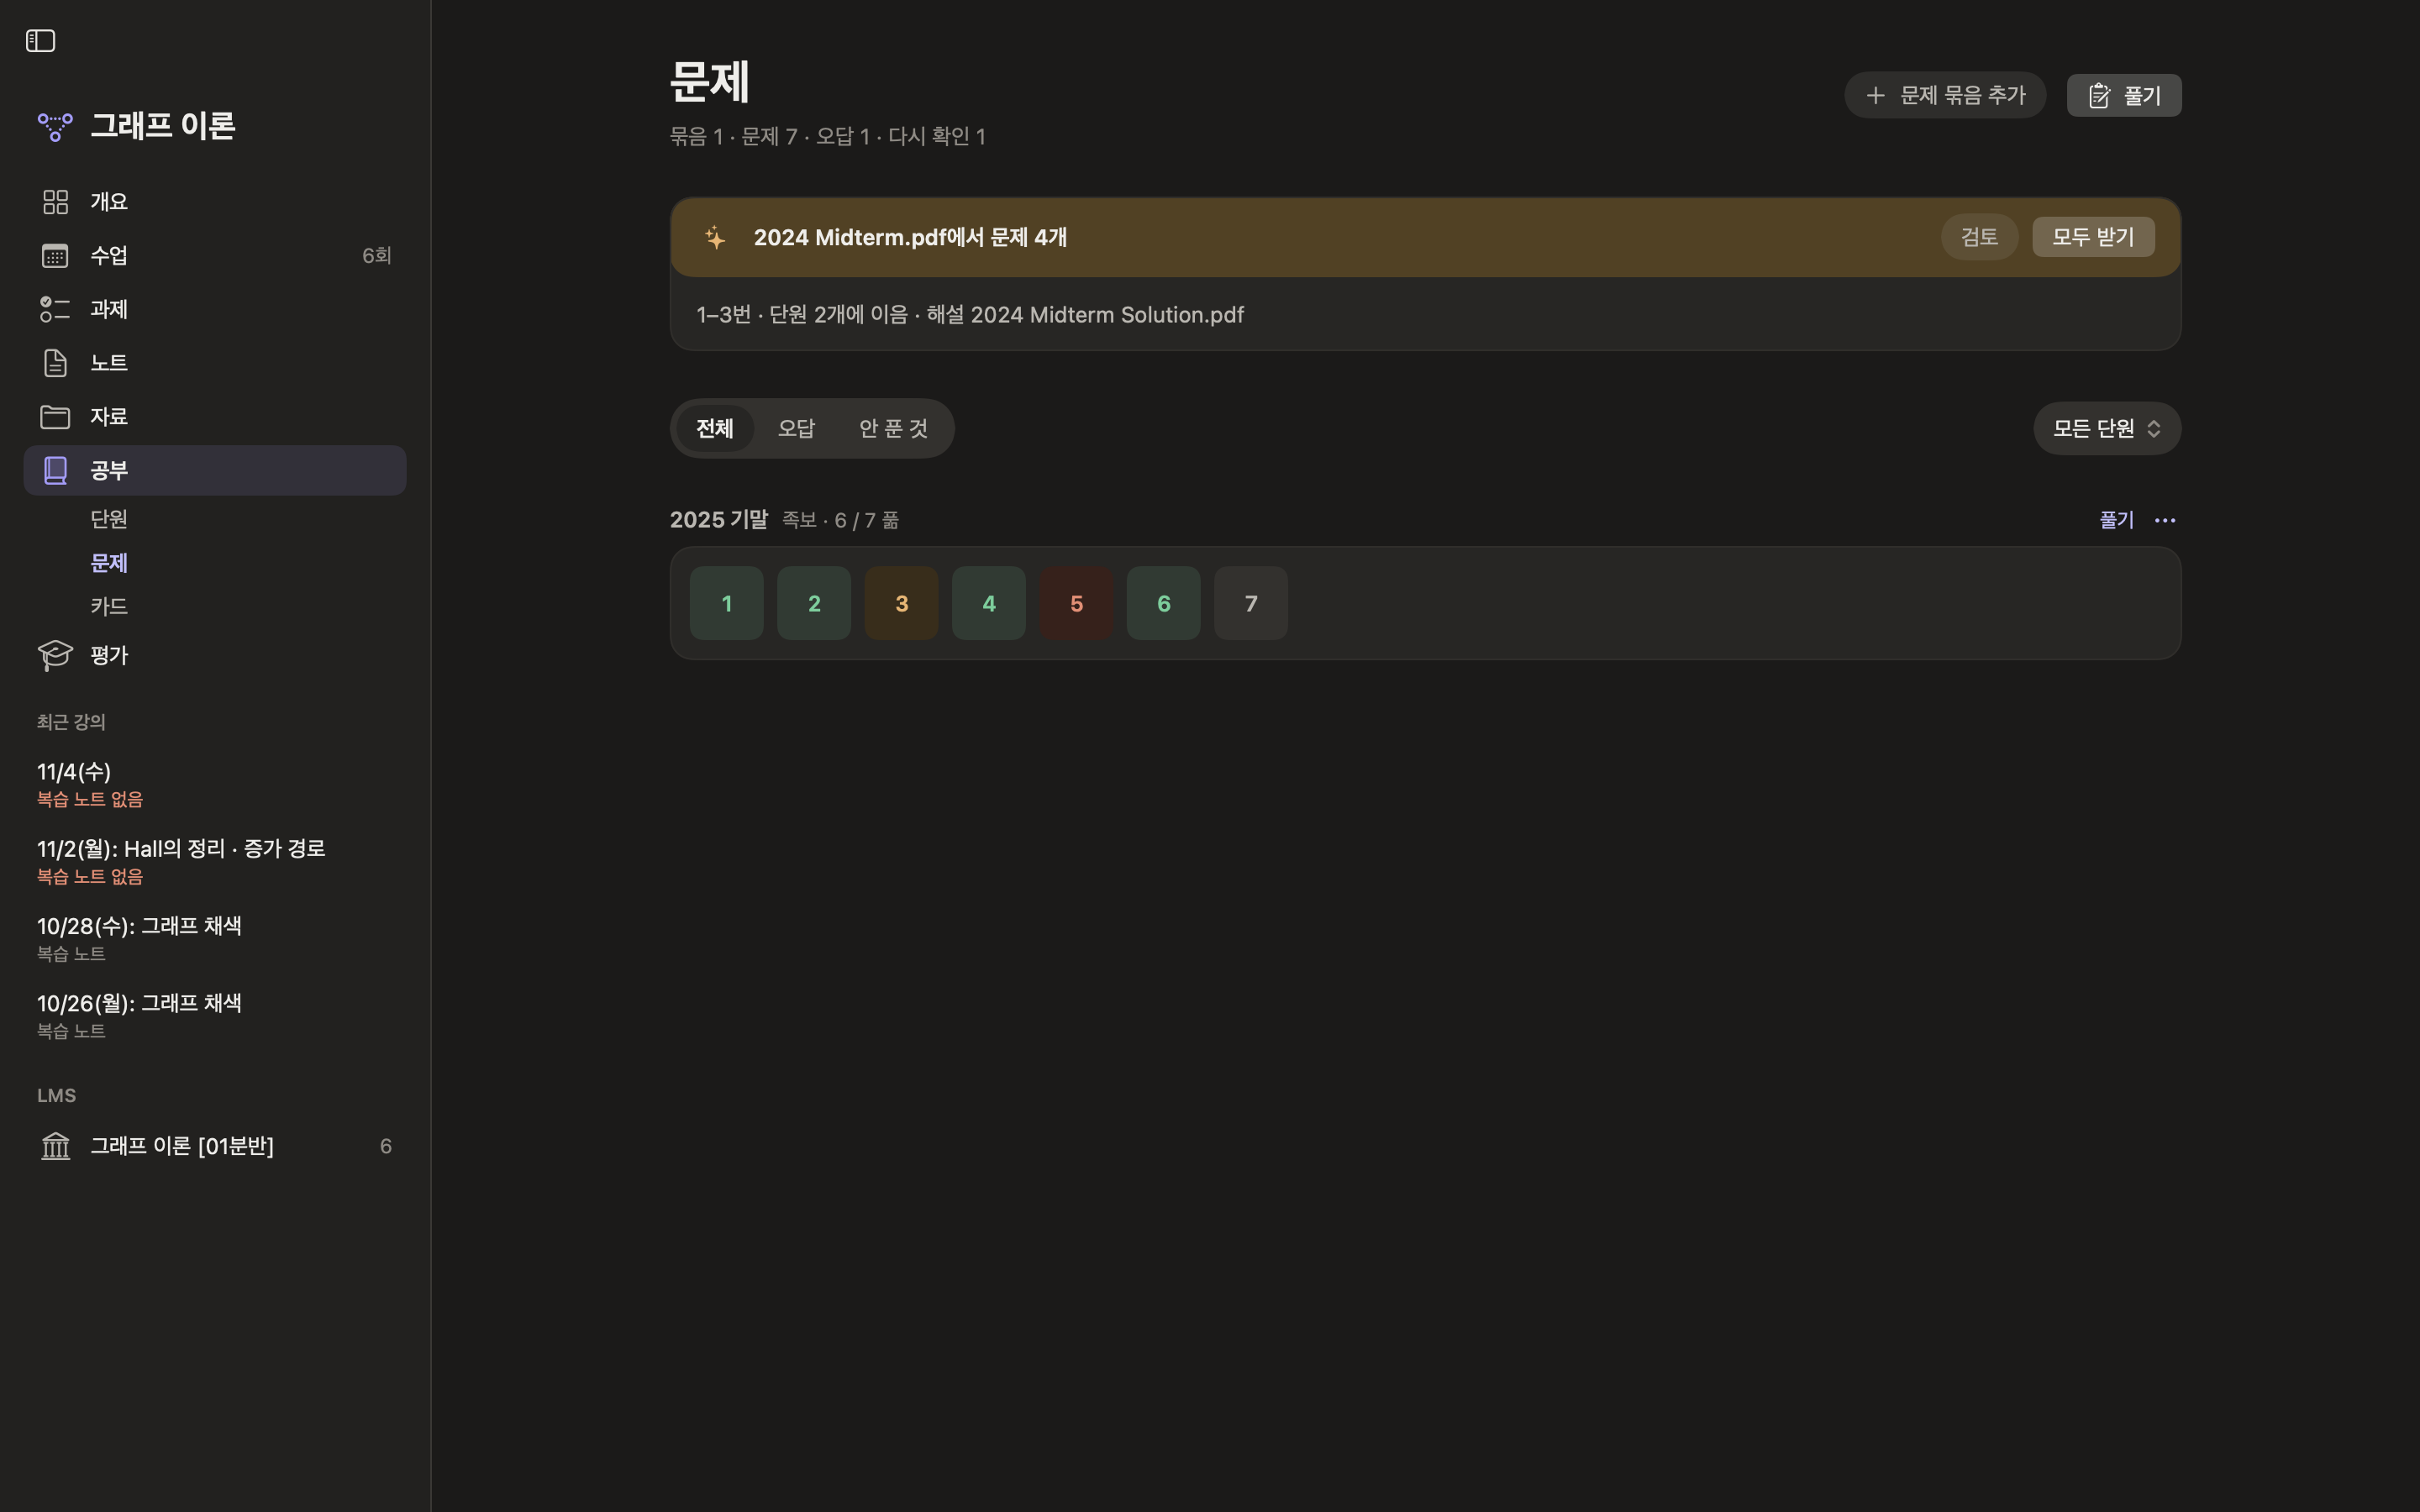 그래프 이론
개요
수업 6회
과제
노트
자료
공부
단원
문제
카드
평가
최근 강의
11/4(수)
복습 노트 없음
11/2(월): Hall의 정리 · 증가 경로
복습 노트 없음
10/28(수): 그래프 채색
복습 노트
10/26(월): 그래프 채색
복습 노트
LMS
그래프 이론 [01분반] 6
문제
묶음 1 · 문제 7 · 오답 1 · 다시 확인 1
문제 묶음 추가
풀기
2024 Midterm.pdf에서 문제 4개
검토
모두 받기
1–3번 · 단원 2개에 이음 · 해설 2024 Midterm Solution.pdf
전체 오답 안 푼 것
모든 단원
2025 기말 족보 · 6 / 7 풂
풀기
1 2 3 4 5 6 7